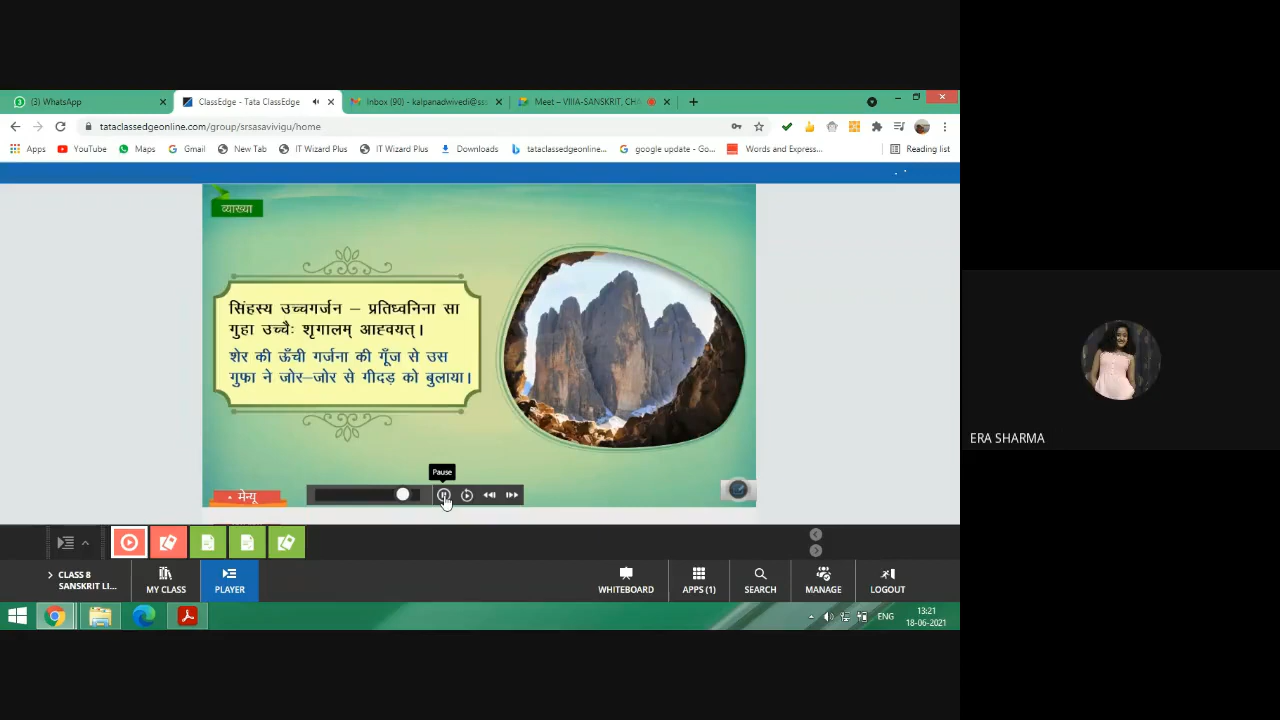 (3) WhatsApp
ClassEdge - Tata ClassEdge
Inbox (90) - kalpanadwivedi@ss
Meet – VIIIA-SANSKRIT, CHA
tataclassedgeonline.com/group/srsasavivigu/home
Apps
YouTube
Maps
Gmail
New Tab
IT Wizard Plus
IT Wizard Plus
Downloads
tataclassedgeonline...
google update - Go...
Words and Express...
Reading list
व्याख्या
सिंहस्य उच्चगर्जन – प्रतिध्वनिना सा
गुहा उच्चैः शृगालम् आह्वयत्।
शेर की ऊँची गर्जना की गूँज से उस
गुफा ने जोर–जोर से गीदड़ को बुलाया।
Pause
मेन्यू
ERA SHARMA
CLASS 8
SANSKRIT LI...
MY CLASS
PLAYER
WHITEBOARD
APPS (1)
SEARCH
MANAGE
LOGOUT
ENG
13:21
18-06-2021